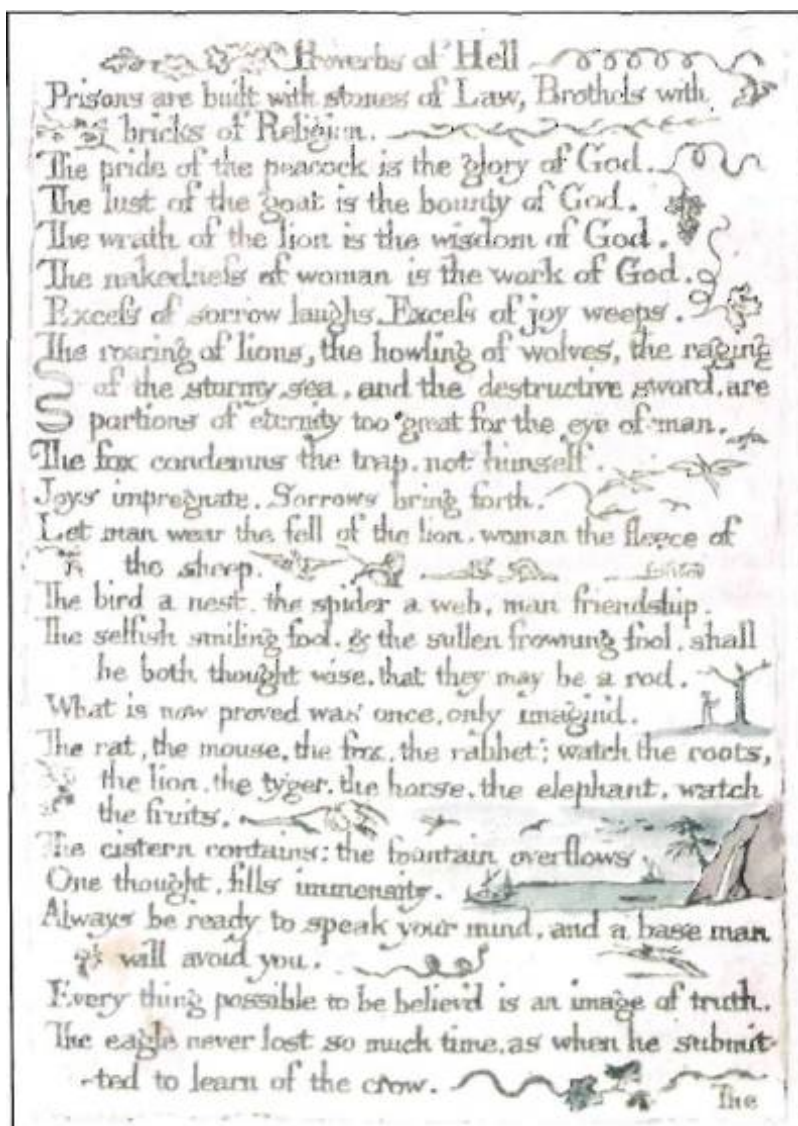 Proverbs of Hell
Prisons are built with stones of Law, Brothels with
bricks of Religion.
The pride of the peacock is the glory of God.
The lust of the goat is the bounty of God.
The wrath of the lion is the wisdom of God.
The nakedneſs of woman is the work of God.
Exceſs of sorrow laughs. Exceſs of joy weeps.
The roaring of lions, the howling of wolves, the raging
of the stormy sea, and the destructive sword, are
portions of eternity too great for the eye of man.
The fox condemns the trap, not himself.
Joys impregnate. Sorrows bring forth.
Let man wear the fell of the lion, woman the fleece of
the sheep.
The bird a nest, the spider a web, man friendship.
The selfish smiling fool, & the sullen frowning fool, shall
be both thought wise, that they may be a rod.
What is now proved was once, only imagin'd.
The rat, the mouse, the fox, the rabbet; watch the roots,
the lion, the tyger, the horse, the elephant, watch
the fruits.
The cistern contains; the fountain overflows
One thought, fills immensity.
Always be ready to speak your mind, and a base man
will avoid you.
Every thing possible to be believ'd is an image of truth.
The eagle never lost so much time, as when he submit-
-ted to learn of the crow.
The